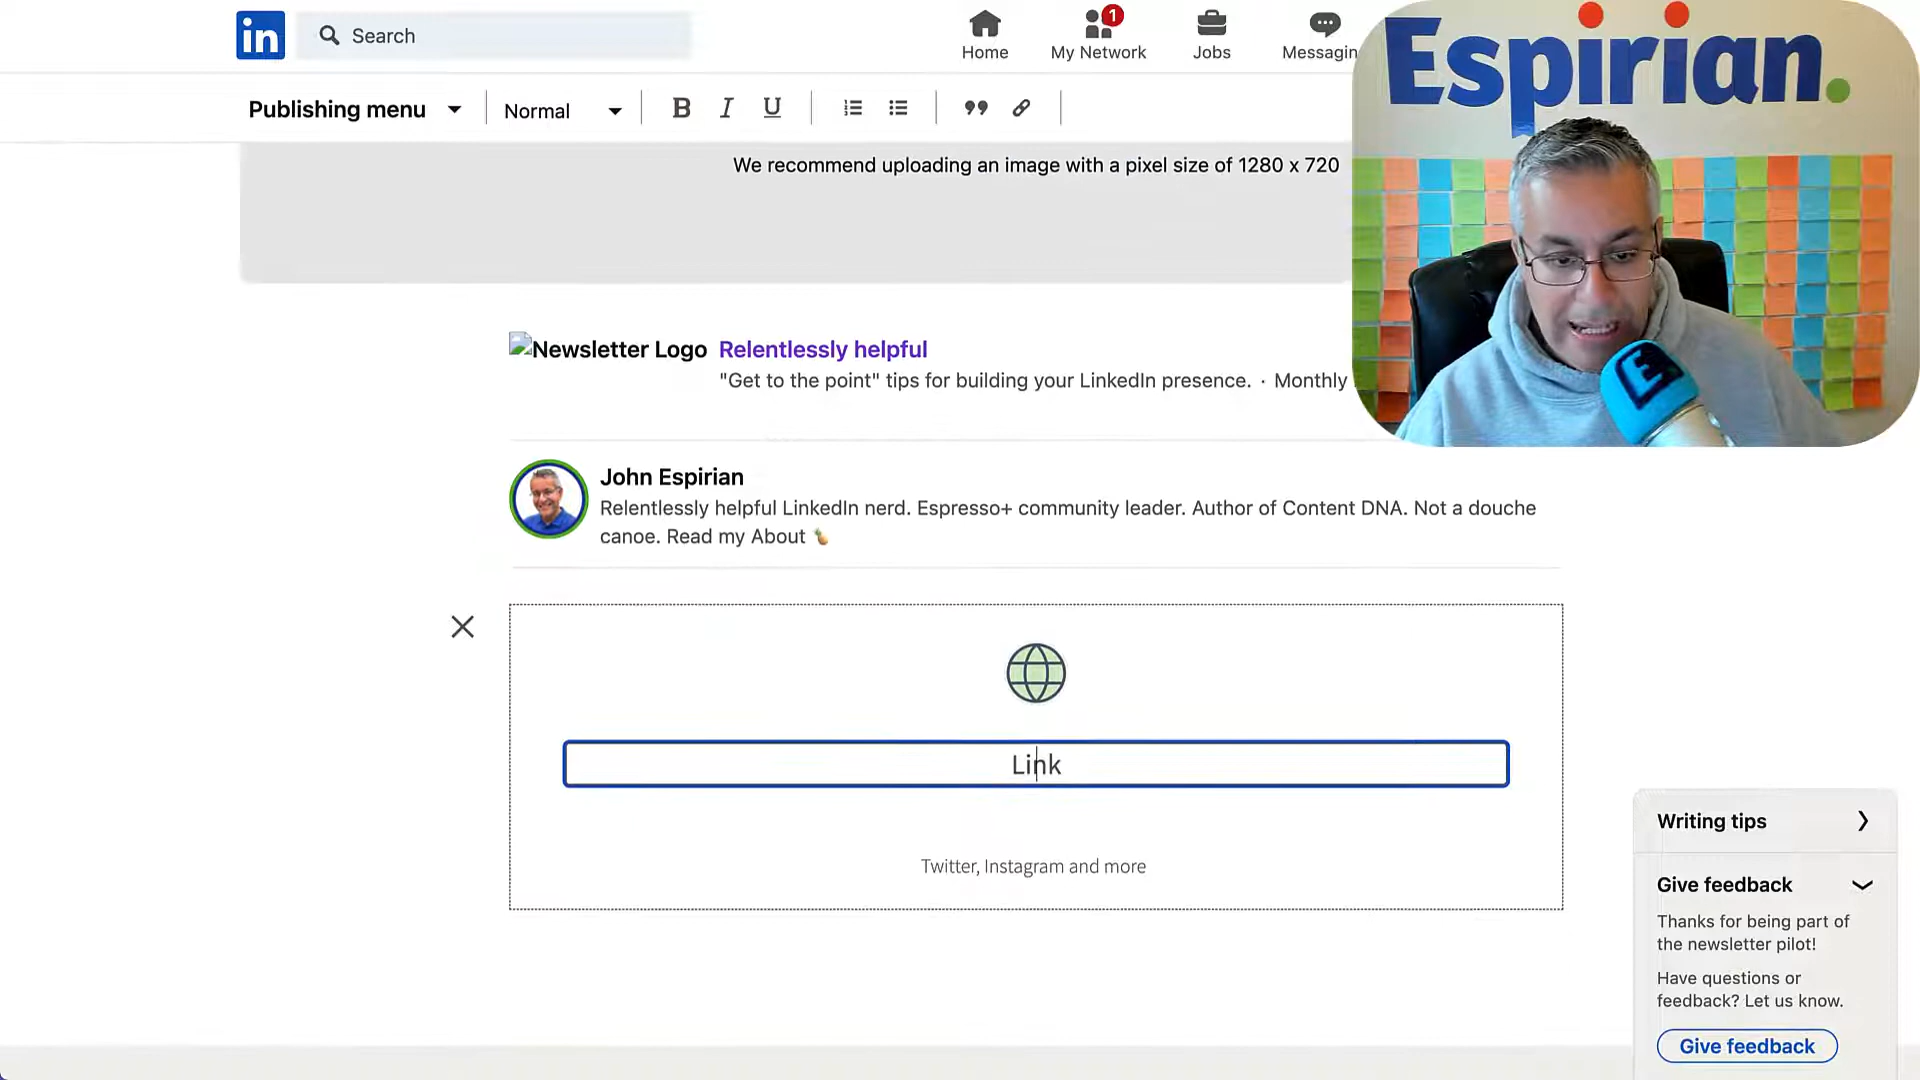 in
Search
Home
1
My Network
Jobs
Messagin
Espirian.
Publishing menu
Normal
B I U
We recommend uploading an image with a pixel size of 1280 x 720
Newsletter Logo
Relentlessly helpful
"Get to the point" tips for building your LinkedIn presence. · Monthly
John Espirian
Relentlessly helpful LinkedIn nerd. Espresso+ community leader. Author of Content DNA. Not a douche
canoe. Read my About 🍍
E
Link
Twitter, Instagram and more
Writing tips
Give feedback
Thanks for being part of
the newsletter pilot!
Have questions or
feedback? Let us know.
Give feedback